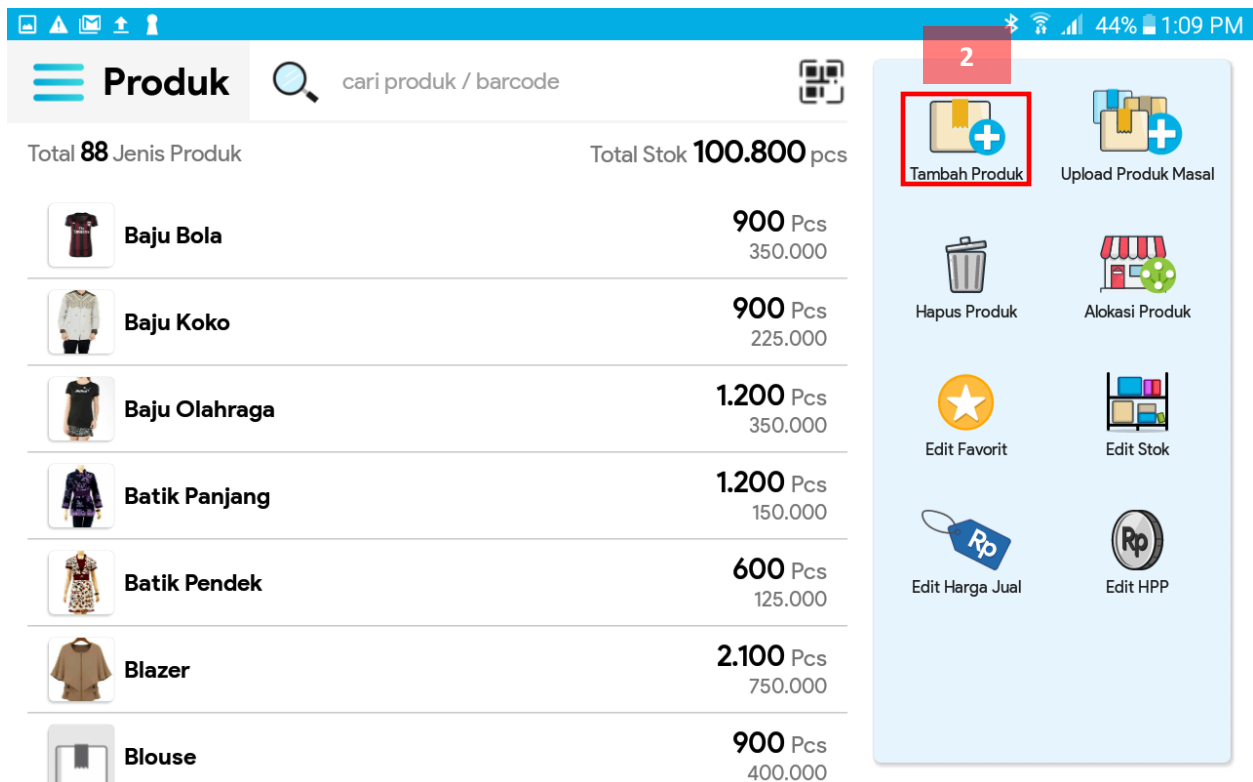 44% 1:09 PM
Produk
cari produk / barcode
2
Total 88 Jenis Produk
Total Stok 100.800 pcs
Baju Bola
900 Pcs
350.000
Baju Koko
900 Pcs
225.000
Baju Olahraga
1.200 Pcs
350.000
Batik Panjang
1.200 Pcs
150.000
Batik Pendek
600 Pcs
125.000
Blazer
2.100 Pcs
750.000
Blouse
900 Pcs
400.000
Tambah Produk
Upload Produk Masal
Hapus Produk
Alokasi Produk
Edit Favorit
Edit Stok
Rp
Edit Harga Jual
Rp
Edit HPP